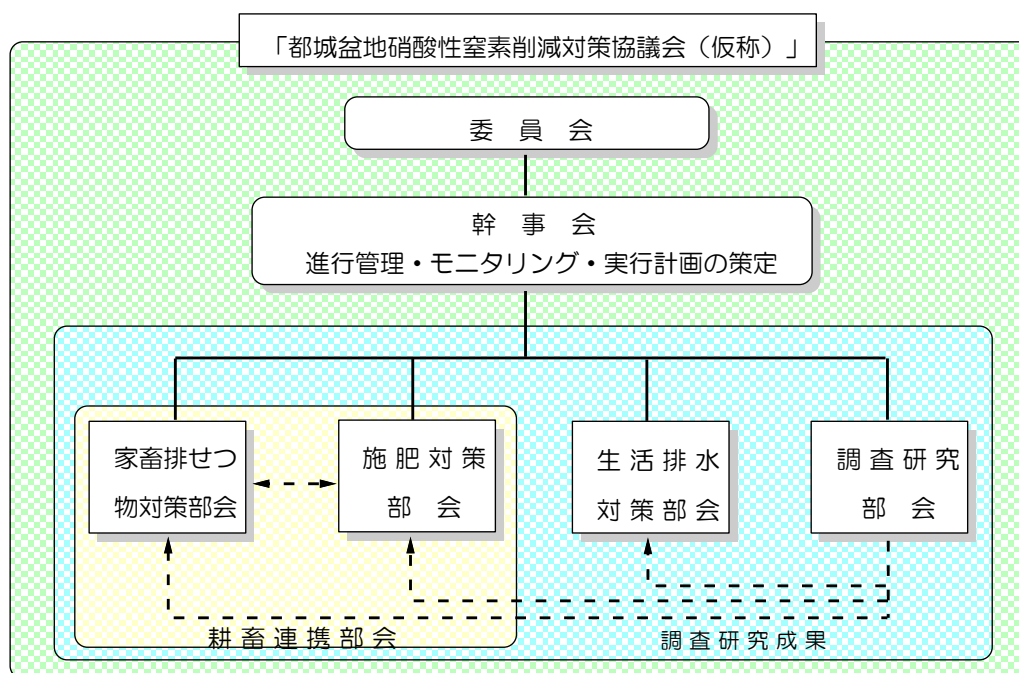 「都城盆地硝酸性窒素削減対策協議会（仮称）」
委　員　会
幹　事　会
進行管理・モニタリング・実行計画の策定
家畜排せつ
物対策部会
施肥対策
部　会
生活排水
対策部会
調査研究
部　会
耕畜連携部会
調査研究成果